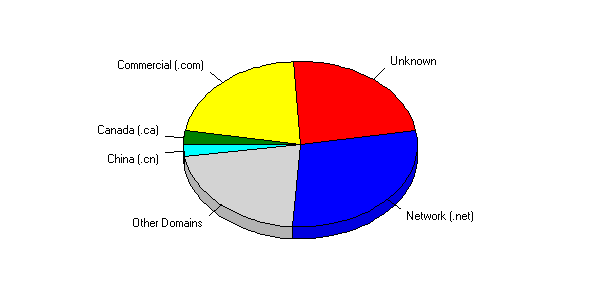 Commercial (.com)
Unknown
Canada (.ca)
China (.cn)
Other Domains
Network (.net)